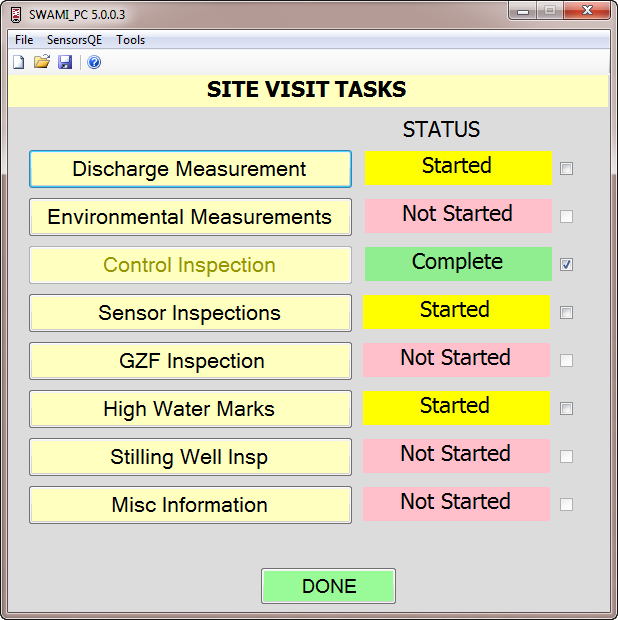 SWAMI_PC 5.0.0.3
File SensorsQE Tools
SITE VISIT TASKS
STATUS
Discharge Measurement Started
Environmental Measurements Not Started
Control Inspection Complete
Sensor Inspections Started
GZF Inspection Not Started
High Water Marks Started
Stilling Well Insp Not Started
Misc Information Not Started
DONE